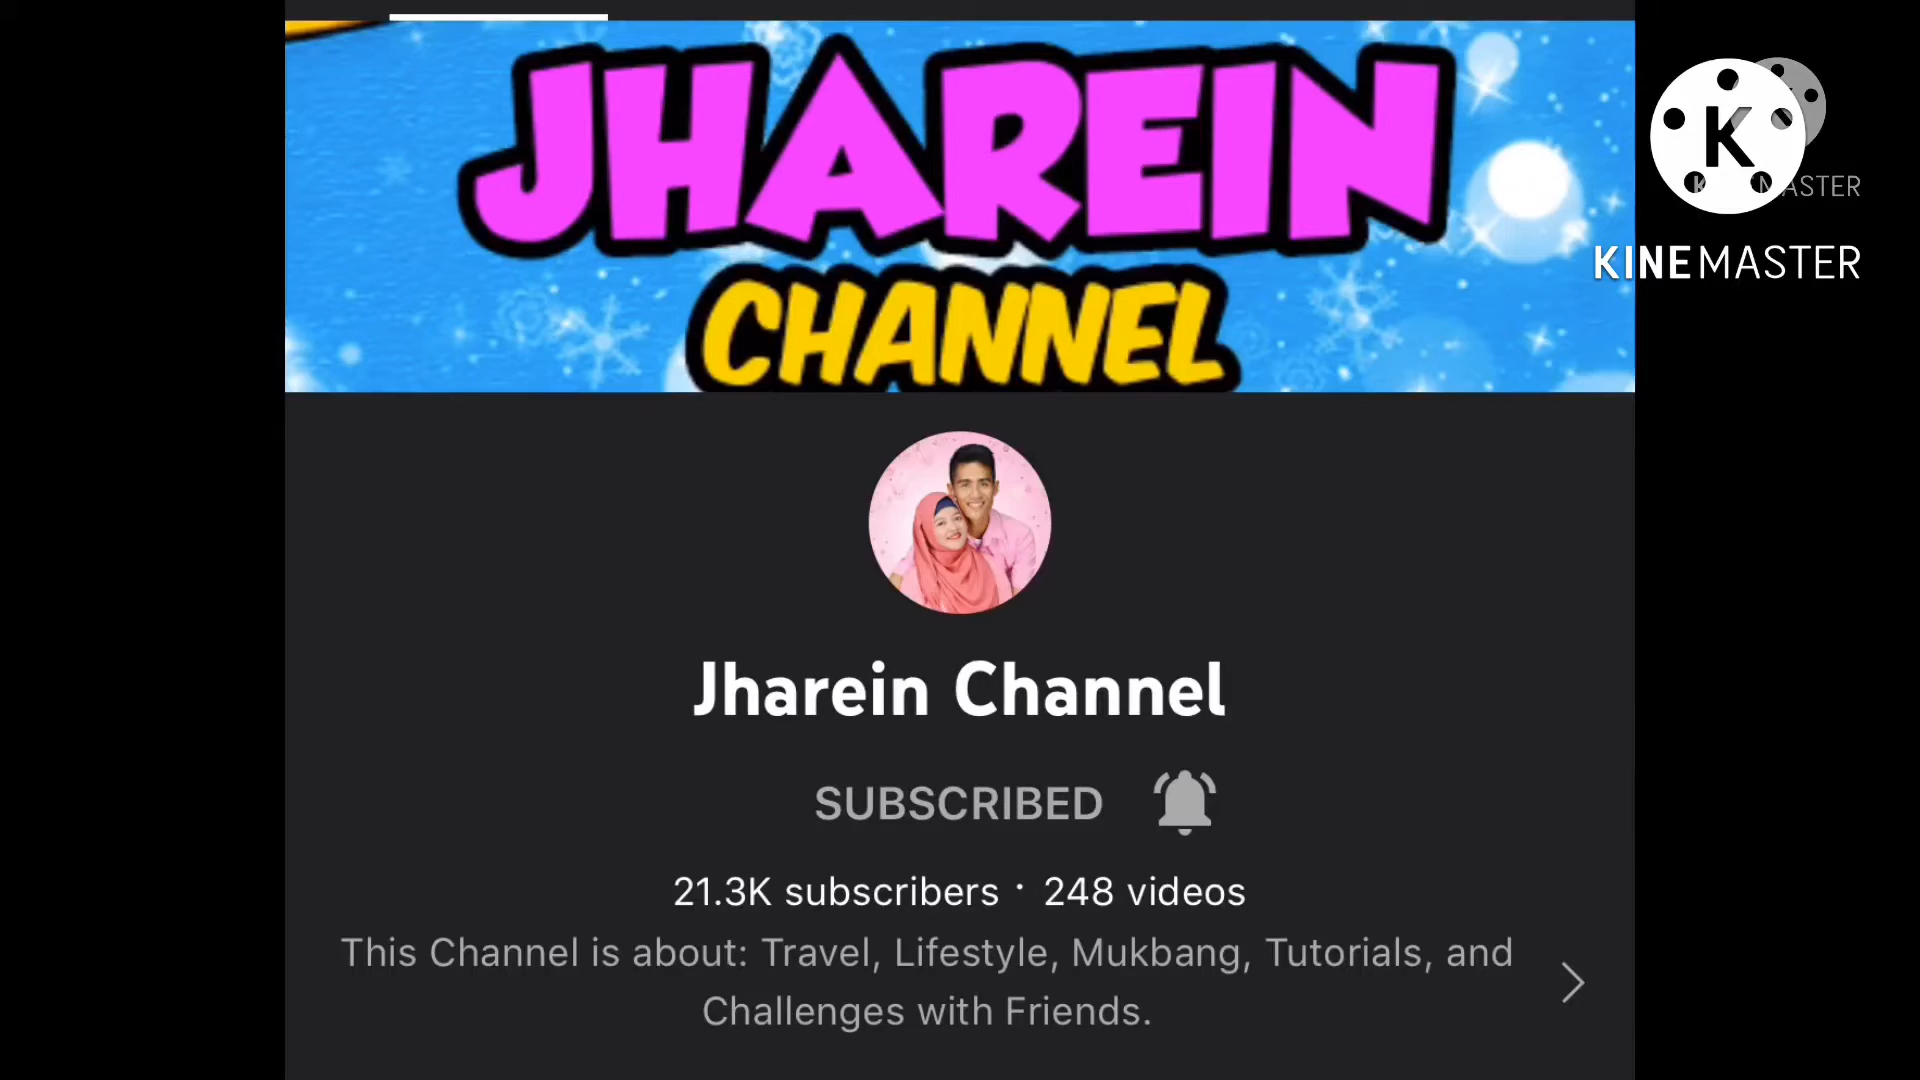 JHAREIN
CHANNEL
K
KINEMASTER
Jharein Channel
SUBSCRIBED
21.3K subscribers · 248 videos
This Channel is about: Travel, Lifestyle, Mukbang, Tutorials, and
Challenges with Friends.